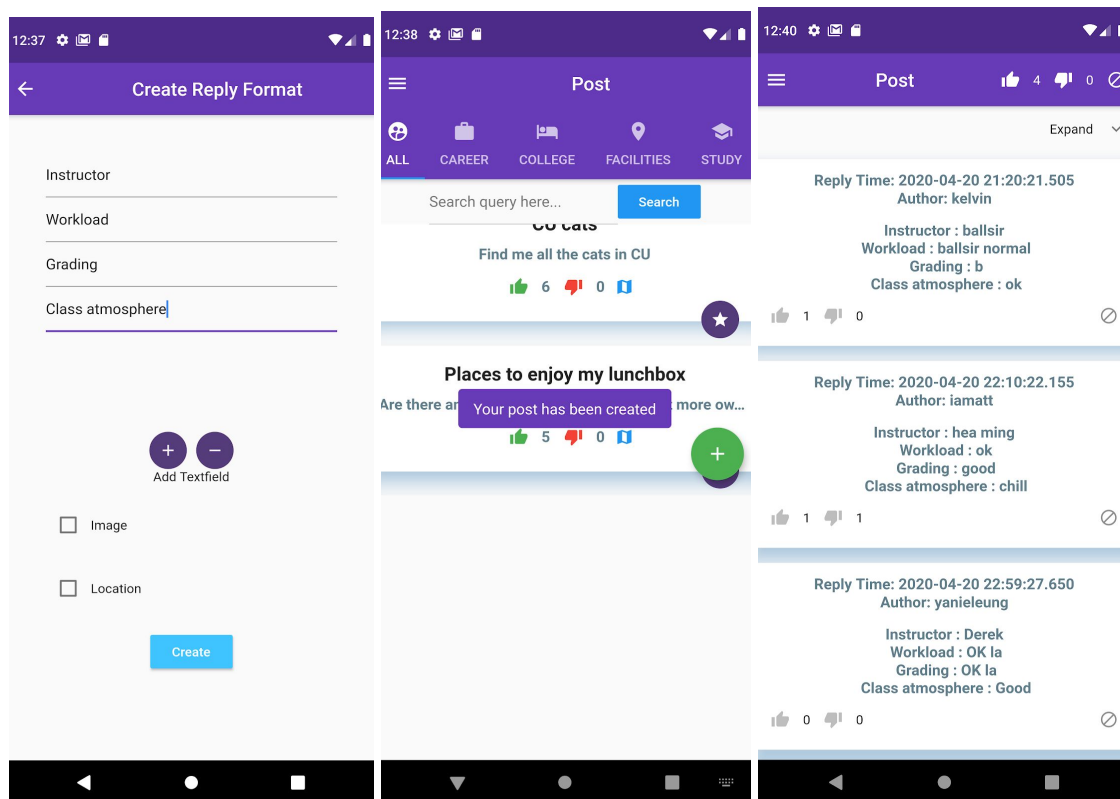 12:37
Create Reply Format
Instructor
Workload
Grading
Class atmosphere
Add Textfield
Image
Location
Create
12:38
Post
ALL CAREER COLLEGE FACILITIES STUDY
Search query here... Search
CU cats
Find me all the cats in CU
6 0
Places to enjoy my lunchbox
Are there an more ow...
Your post has been created
5 0
12:40
Post 4 0
Expand
Reply Time: 2020-04-20 21:20:21.505
Author: kelvin
Instructor : ballsir
Workload : ballsir normal
Grading : b
Class atmosphere : ok
1 0
Reply Time: 2020-04-20 22:10:22.155
Author: iamatt
Instructor : hea ming
Workload : ok
Grading : good
Class atmosphere : chill
1 1
Reply Time: 2020-04-20 22:59:27.650
Author: yanieleung
Instructor : Derek
Workload : OK la
Grading : OK la
Class atmosphere : Good
0 0